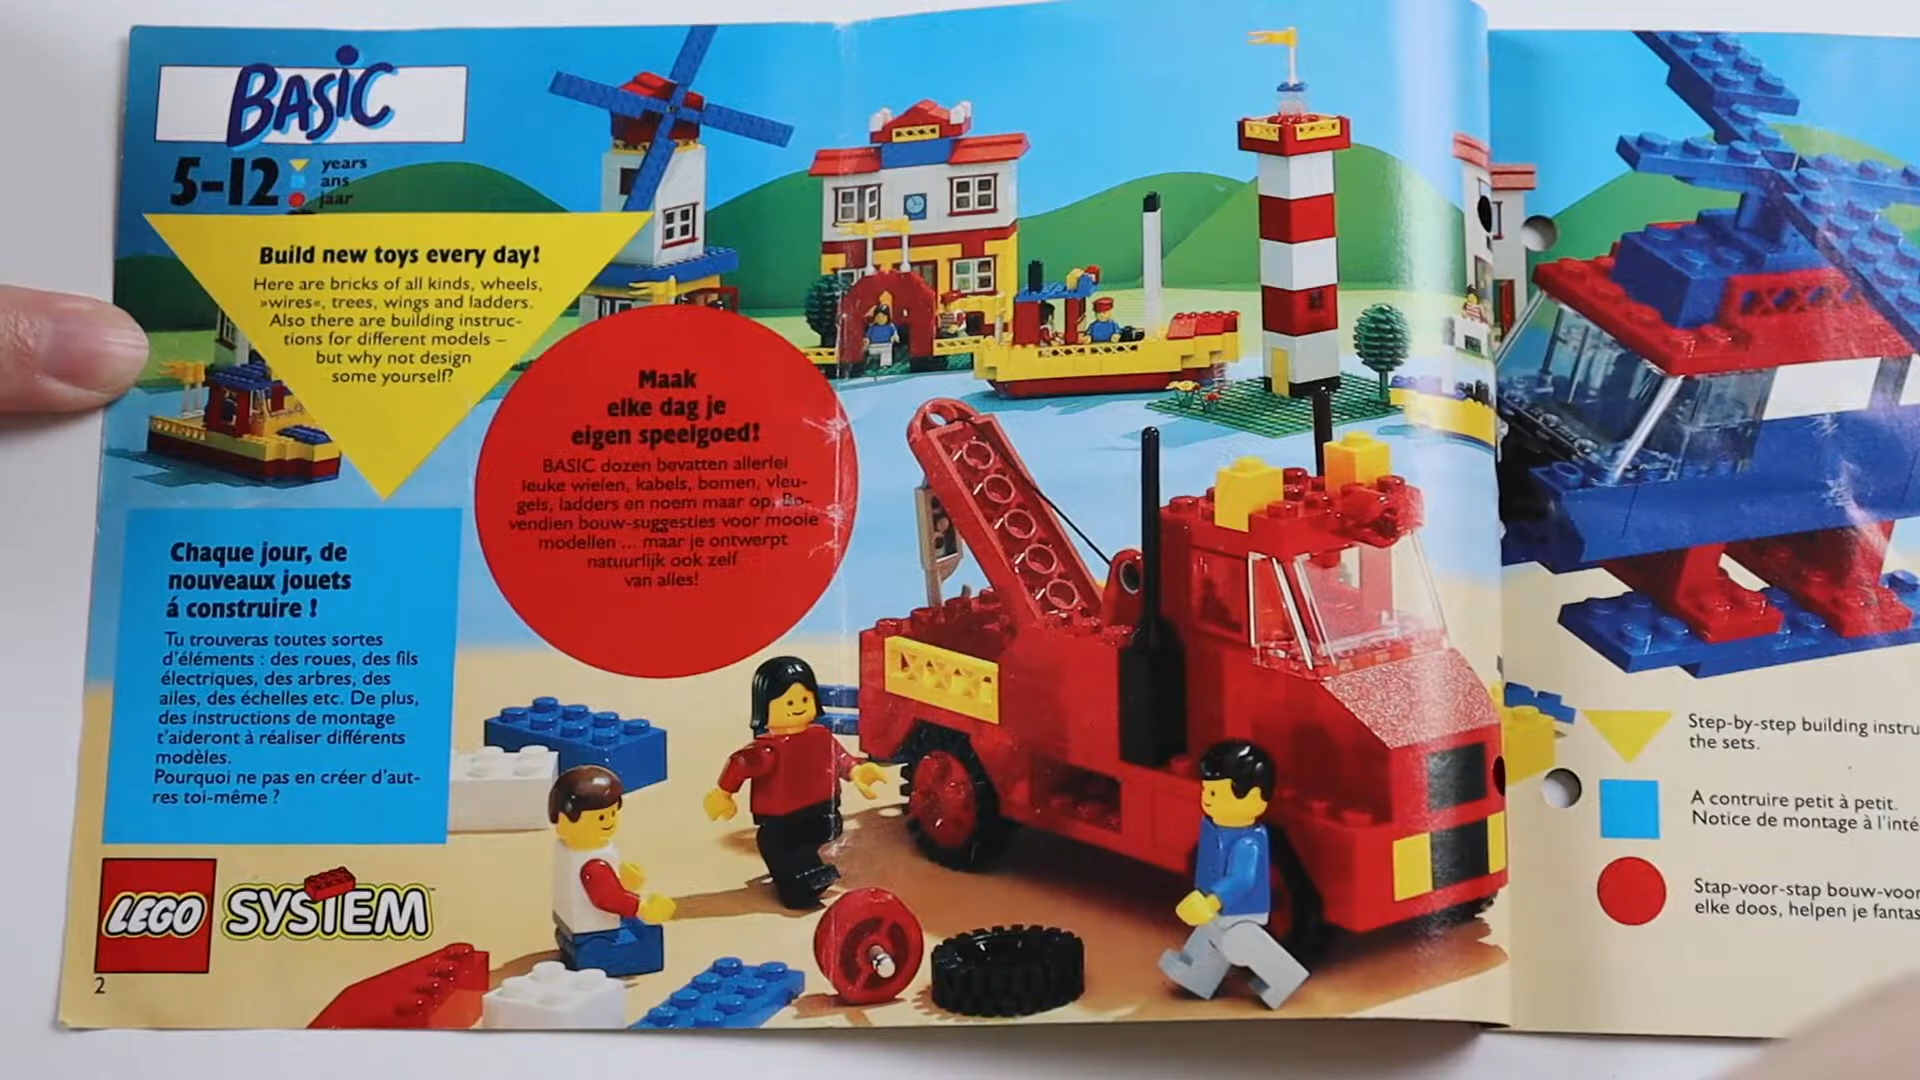 BASIC
5-12
years
ans
jaar
Build new toys every day!
Here are bricks of all kinds, wheels,
»wires«, trees, wings and ladders.
Also there are building instruc-
tions for different models –
but why not design
some yourself?
Maak
elke dag je
eigen speelgoed!
BASIC dozen bevatten allerlei
leuke wielen, kabels, bomen, vleu-
gels, ladders en noem maar op. Bo-
vendien bouw-suggesties voor mooie
modellen ... maar je ontwerpt
natuurlijk ook zelf
van alles!
Chaque jour, de
nouveaux jouets
á construire !
Tu trouveras toutes sortes
d'éléments : des roues, des fils
électriques, des arbres, des
ailes, des échelles etc. De plus,
des instructions de montage
t'aideront à réaliser différents
modèles.
Pourquoi ne pas en créer d'aut-
res toi-même ?
LEGO SYSTEM
2
Step-by-step building instru
the sets.
A contruire petit à petit.
Notice de montage à l'inté
Stap-voor-stap bouw-voor
elke doos, helpen je fantas